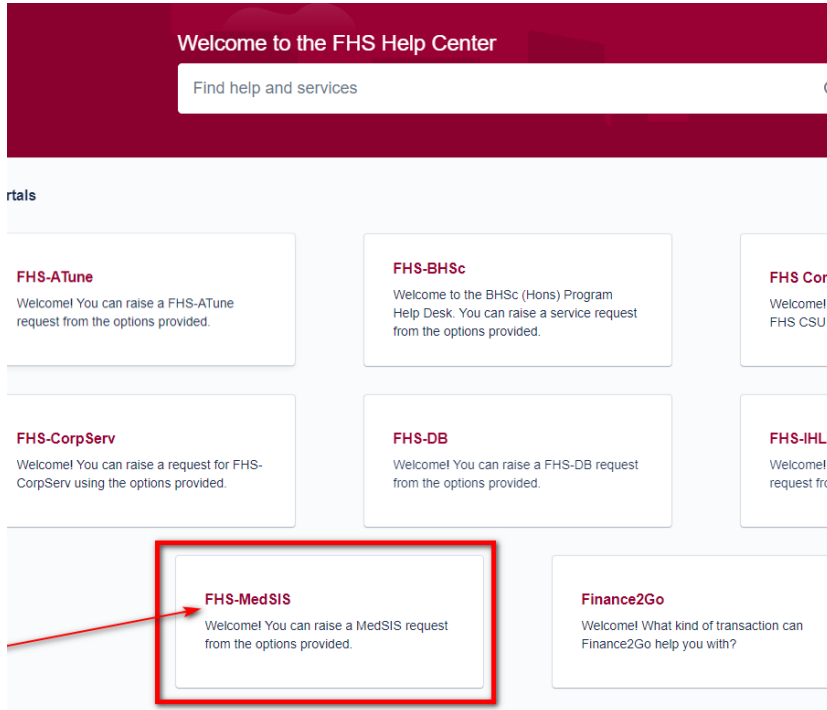 Welcome to the FHS Help Center
Find help and services
rtals
FHS-ATune
Welcome! You can raise a FHS-ATune
request from the options provided.
FHS-BHSc
Welcome to the BHSc (Hons) Program
Help Desk. You can raise a service request
from the options provided.
FHS Cor
Welcome!
FHS CSU
FHS-CorpServ
Welcome! You can raise a request for FHS-
CorpServ using the options provided.
FHS-DB
Welcome! You can raise a FHS-DB request
from the options provided.
FHS-IHL
Welcome!
request fro
FHS-MedSIS
Welcome! You can raise a MedSIS request
from the options provided.
Finance2Go
Welcome! What kind of transaction can
Finance2Go help you with?